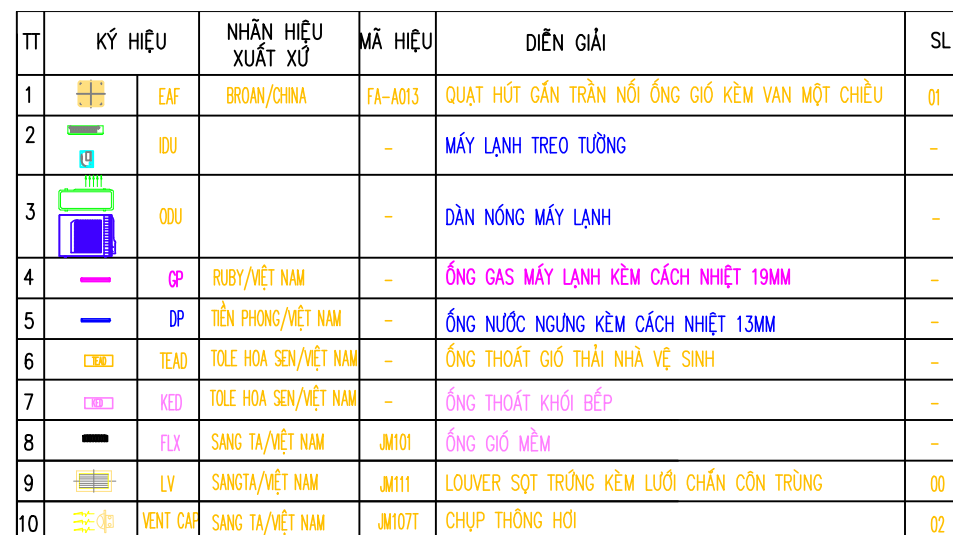 TT KÝ HIỆU NHÃN HIỆU XUẤT XỨ MÃ HIỆU DIỄN GIẢI SL
1 EAF BROAN/CHINA FA-A013 QUẠT HÚT GẮN TRẦN NỐI ỐNG GIÓ KÈM VAN MỘT CHIỀU 01
2 IDU - MÁY LẠNH TREO TƯỜNG -
3 ODU - DÀN NÓNG MÁY LẠNH -
4 GP RUBY/VIỆT NAM - ỐNG GAS MÁY LẠNH KÈM CÁCH NHIỆT 19MM -
5 DP TIỀN PHONG/VIỆT NAM - ỐNG NƯỚC NGƯNG KÈM CÁCH NHIỆT 13MM -
6 TEAD TEAD TOLE HOA SEN/VIỆT NAM - ỐNG THOÁT GIÓ THẢI NHÀ VỆ SINH -
7 KED KED TOLE HOA SEN/VIỆT NAM - ỐNG THOÁT KHÓI BẾP -
8 FLX SANG TA/VIỆT NAM JM101 ỐNG GIÓ MỀM -
9 LV SANGTA/VIỆT NAM JM111 LOUVER SỌT TRỨNG KÈM LƯỚI CHẮN CÔN TRÙNG 00
10 VENT CAP SANG TA/VIỆT NAM JM107T CHỤP THÔNG HƠI 02